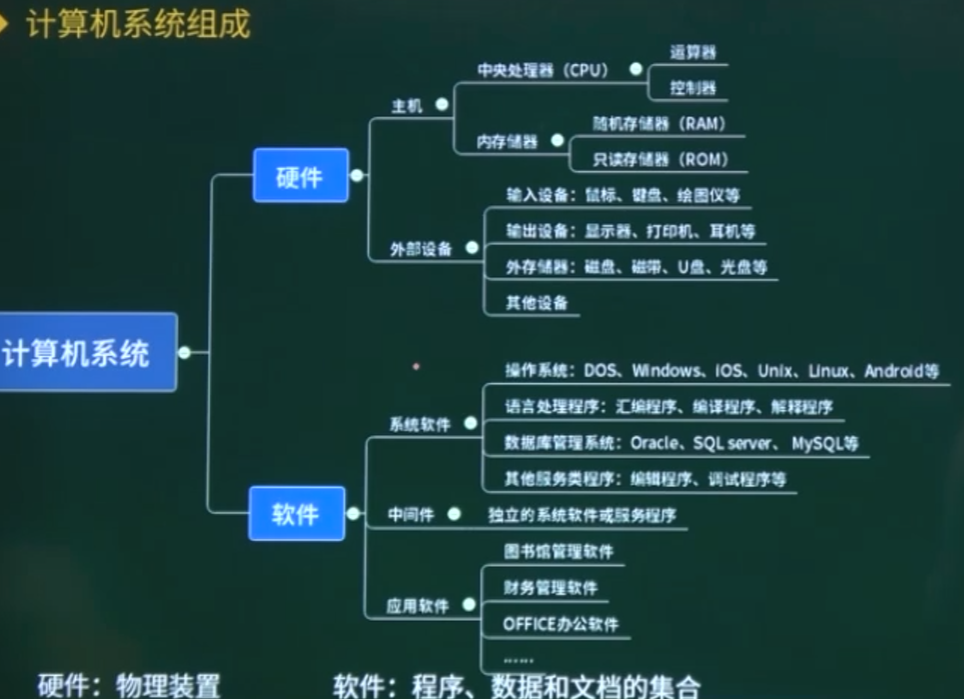 计算机系统组成
计算机系统
硬件
主机
中央处理器（CPU）
运算器
控制器
内存储器
随机存储器（RAM）
只读存储器（ROM）
外部设备
输入设备：鼠标、键盘、绘图仪等
输出设备：显示器、打印机、耳机等
外存储器：磁盘、磁带、U盘、光盘等
其他设备
软件
系统软件
操作系统：DOS、Windows、iOS、Unix、Linux、Android等
语言处理程序：汇编程序、编译程序、解释程序
数据库管理系统：Oracle、SQL server、 MySQL等
其他服务类程序：编辑程序、调试程序等
中间件
独立的系统软件或服务程序
应用软件
图书馆管理软件
财务管理软件
OFFICE办公软件
……
硬件：物理装置
软件：程序、数据和文档的集合